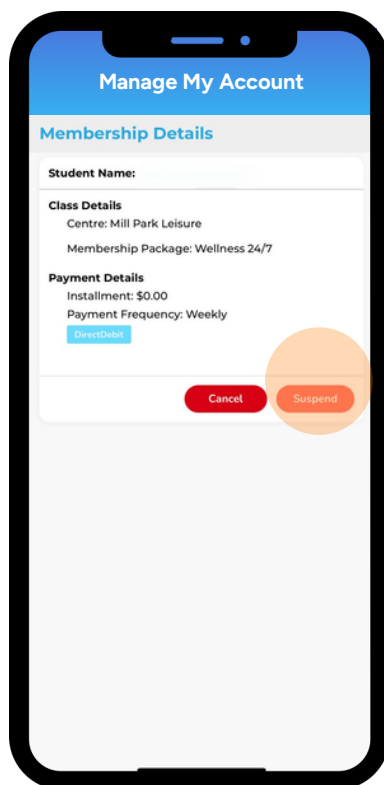 Manage My Account
Membership Details
Student Name:
Class Details
Centre: Mill Park Leisure
Membership Package: Wellness 24/7
Payment Details
Installment: $0.00
Payment Frequency: Weekly
DirectDebit
Cancel
Suspend